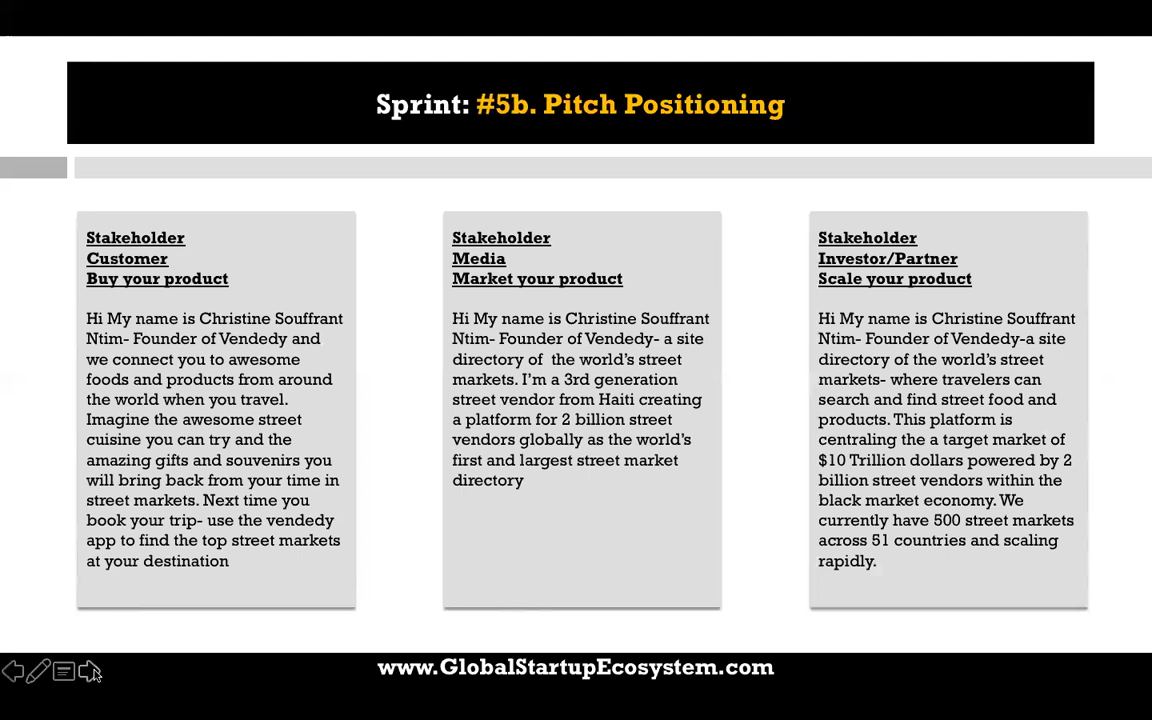 Sprint: #5b. Pitch Positioning
Stakeholder
Customer
Buy your product
Hi My name is Christine Souffrant
Ntim- Founder of Vendedy and
we connect you to awesome
foods and products from around
the world when you travel.
Imagine the awesome street
cuisine you can try and the
amazing gifts and souvenirs you
will bring back from your time in
street markets. Next time you
book your trip- use the vendedy
app to find the top street markets
at your destination
Stakeholder
Media
Market your product
Hi My name is Christine Souffrant
Ntim- Founder of Vendedy- a site
directory of  the world's street
markets. I'm a 3rd generation
street vendor from Haiti creating
a platform for 2 billion street
vendors globally as the world's
first and largest street market
directory
Stakeholder
Investor/Partner
Scale your product
Hi My name is Christine Souffrant
Ntim- Founder of Vendedy-a site
directory of the world's street
markets- where travelers can
search and find street food and
products. This platform is
centraling the a target market of
$10 Trillion dollars powered by 2
billion street vendors within the
black market economy. We
currently have 500 street markets
across 51 countries and scaling
rapidly.
www.GlobalStartupEcosystem.com